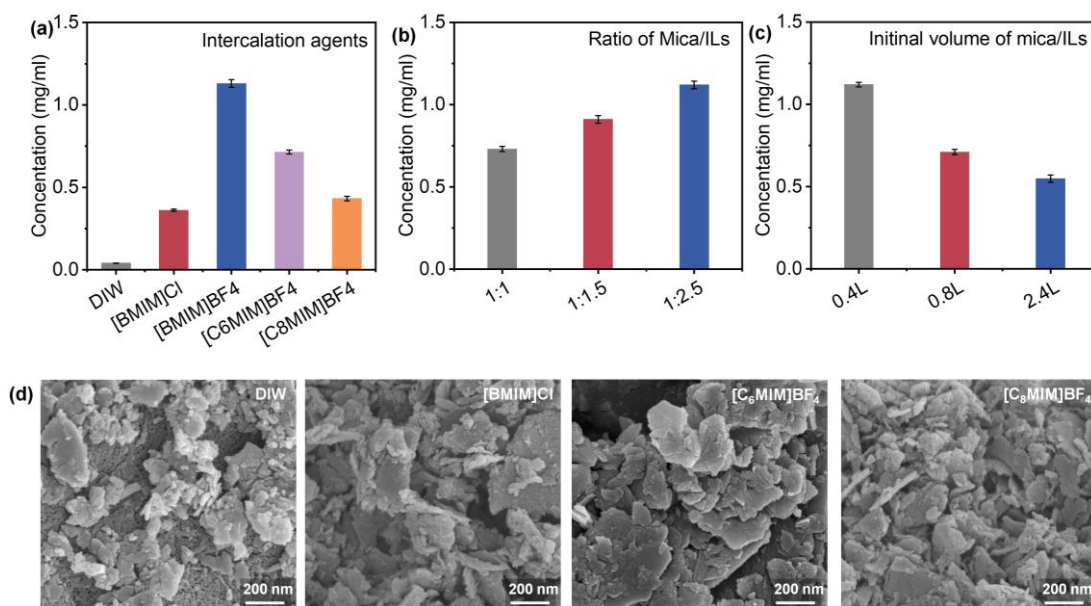 (a)
Intercalation agents
Concentration (mg/ml)
1.5
1.0
0.5
0.0
DIW
[BMIM]Cl
[BMIM]BF4
[C6MIM]BF4
[C8MIM]BF4
(b)
Ratio of Mica/ILs
Concentration (mg/ml)
1.5
1.0
0.5
0.0
1:1
1:1.5
1:2.5
(c)
Initinal volume of mica/ILs
Concentration (mg/ml)
1.5
1.0
0.5
0.0
0.4L
0.8L
2.4L
(d)
DIW
200 nm
[BMIM]Cl
200 nm
[C₆MIM]BF₄
200 nm
[C₈MIM]BF₄
200 nm